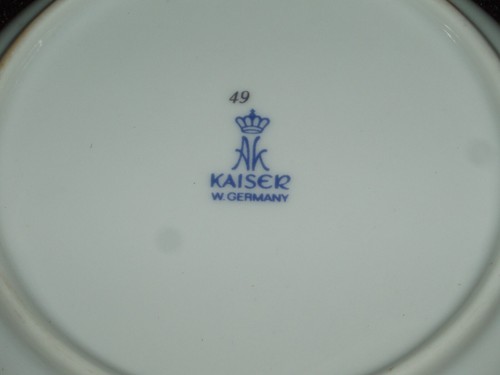 49
AK
KAISER
W. GERMANY